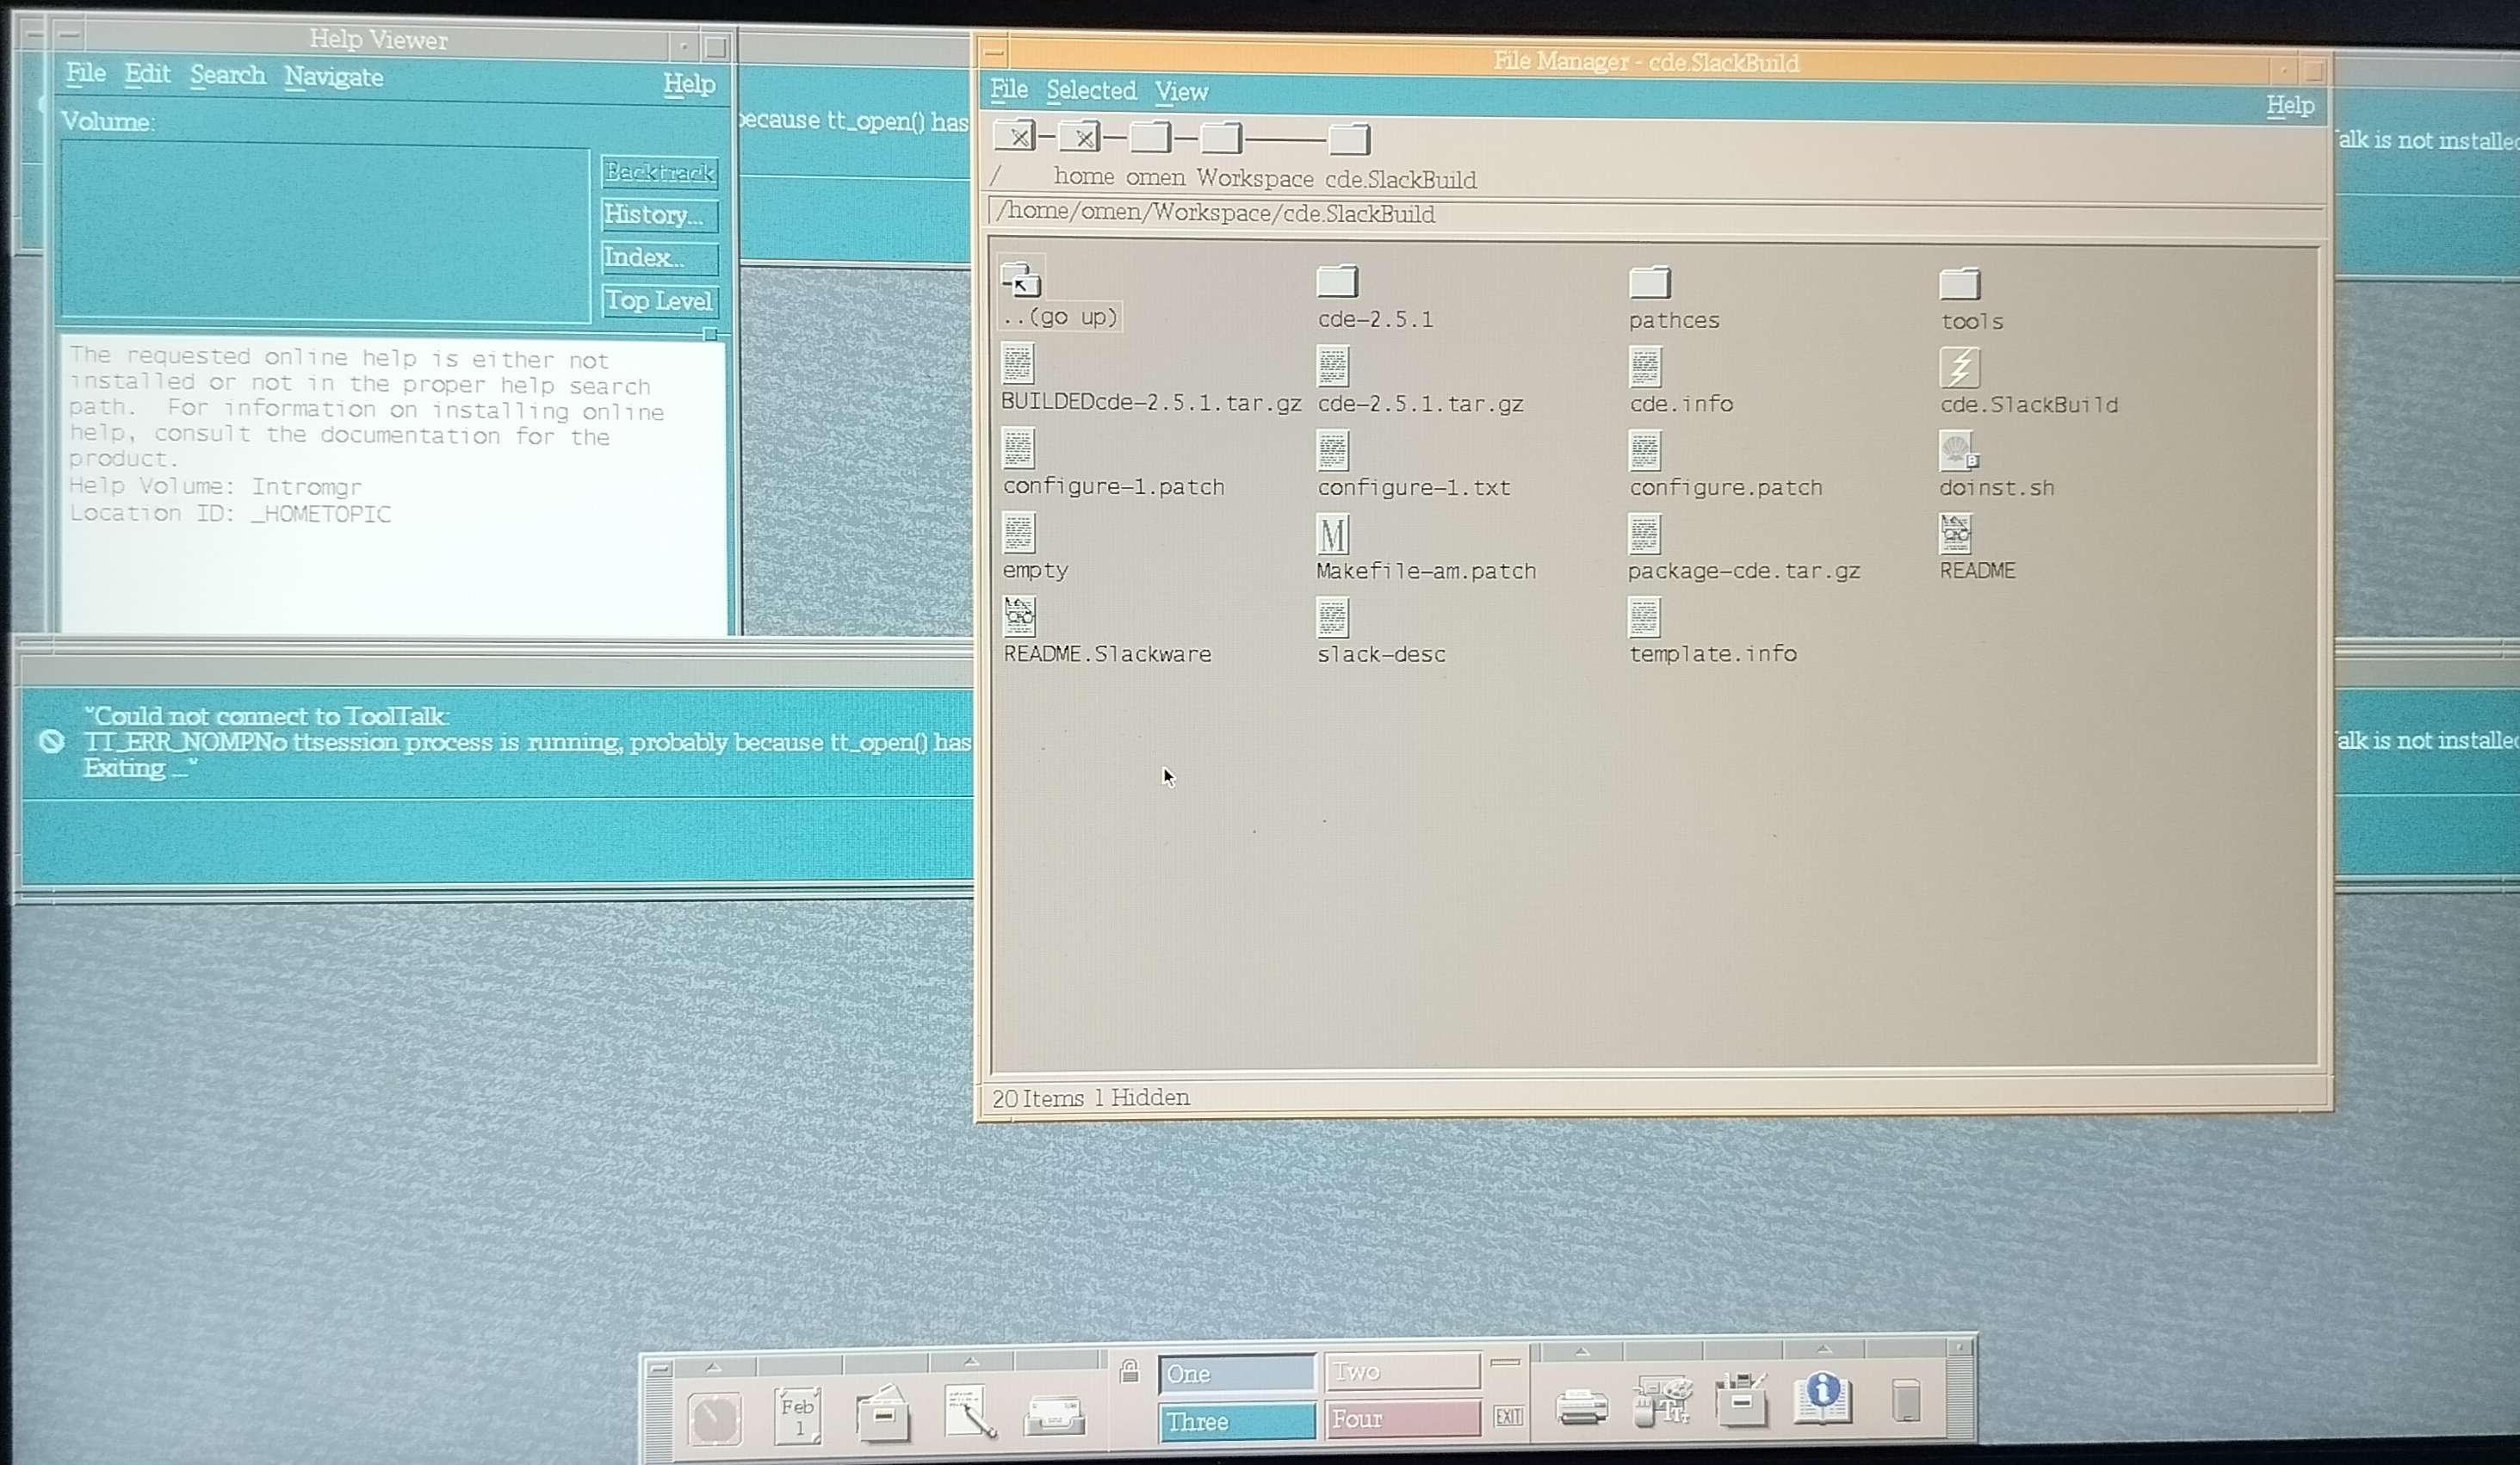 Help Viewer
File Edit Search Navigate Help
Volume:
Backtrack
History...
Index...
Top Level
The requested online help is either not
installed or not in the proper help search
path.  For information on installing online
help, consult the documentation for the
product.
Help Volume: Intromgr
Location ID: _HOMETOPIC
because tt_open() has
alk is not installed
File Manager - cde.SlackBuild
File Selected View Help
/ home omen Workspace cde.SlackBuild
/home/omen/Workspace/cde.SlackBuild
..(go up) cde-2.5.1 pathces tools
BUILDEDcde-2.5.1.tar.gz cde-2.5.1.tar.gz cde.info cde.SlackBuild
configure-1.patch configure-1.txt configure.patch doinst.sh
M
empty Makefile-am.patch package-cde.tar.gz README
README.Slackware slack-desc template.info
20 Items 1 Hidden
"Could not connect to ToolTalk:
TT_ERR_NOMPNo ttsession process is running, probably because tt_open() has
Exiting ..."
alk is not installed
Feb
1
One Two
Three Four
EXIT